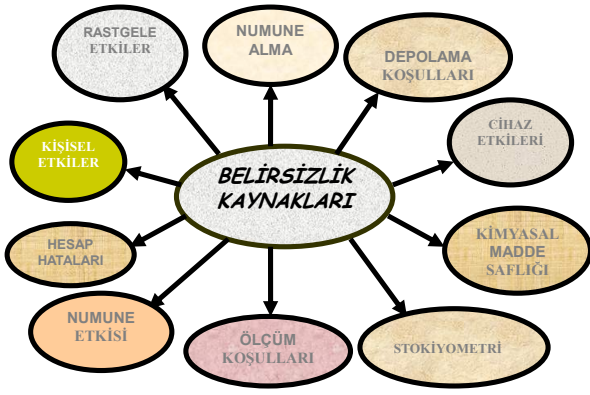 RASTGELE
ETKİLER
NUMUNE
ALMA
DEPOLAMA
KOŞULLARI
CİHAZ
ETKİLERİ
KİŞİSEL
ETKİLER
BELİRSİZLİK
KAYNAKLARI
HESAP
HATALARI
KİMYASAL
MADDE
SAFLIĞI
NUMUNE
ETKİSİ
ÖLÇÜM
KOŞULLARI
STOKİYOMETRİ